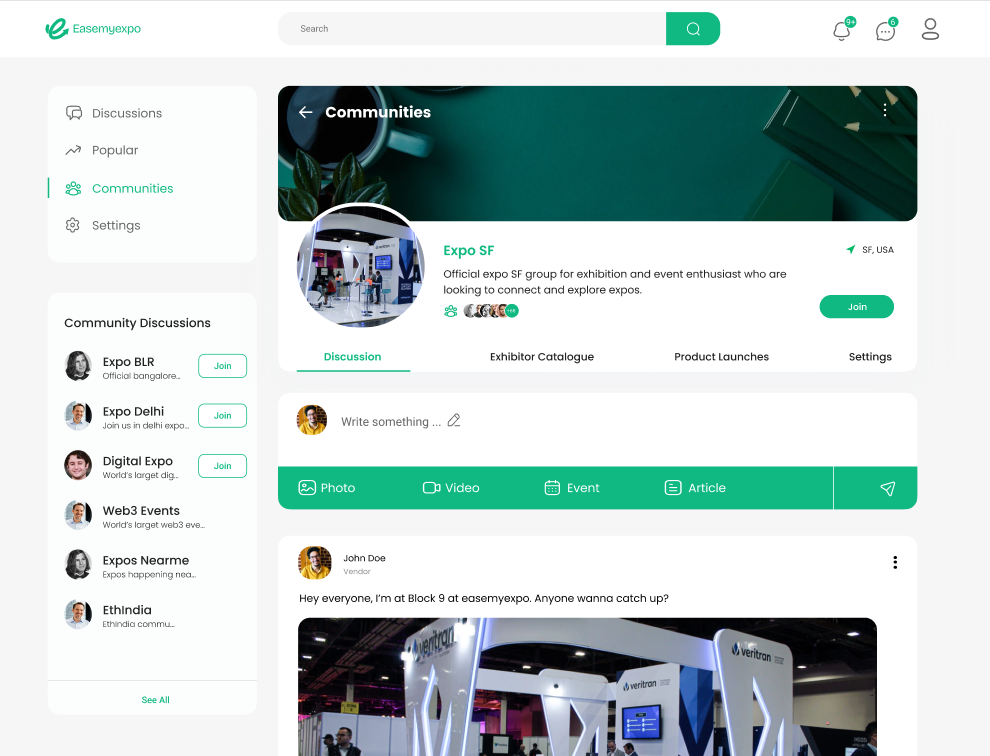 Easemyexpo
Search
9+
6
Discussions
Popular
Communities
Settings
Community Discussions
Expo BLR
Official bangalore...
Join
Expo Delhi
Join us in delhi expo...
Join
Digital Expo
World's larget dig...
Join
Web3 Events
World's larget web3 eve...
Expos Nearme
Expos happening nea...
EthIndia
EthIndia commu...
See All
Communities
Expo SF
SF, USA
Official expo SF group for exhibition and event enthusiast who are
looking to connect and explore expos.
Join
Discussion
Exhibitor Catalogue
Product Launches
Settings
Write something ...
Photo
Video
Event
Article
John Doe
Vendor
Hey everyone, I'm at Block 9 at easemyexpo. Anyone wanna catch up?
veritran
veritran
veritran